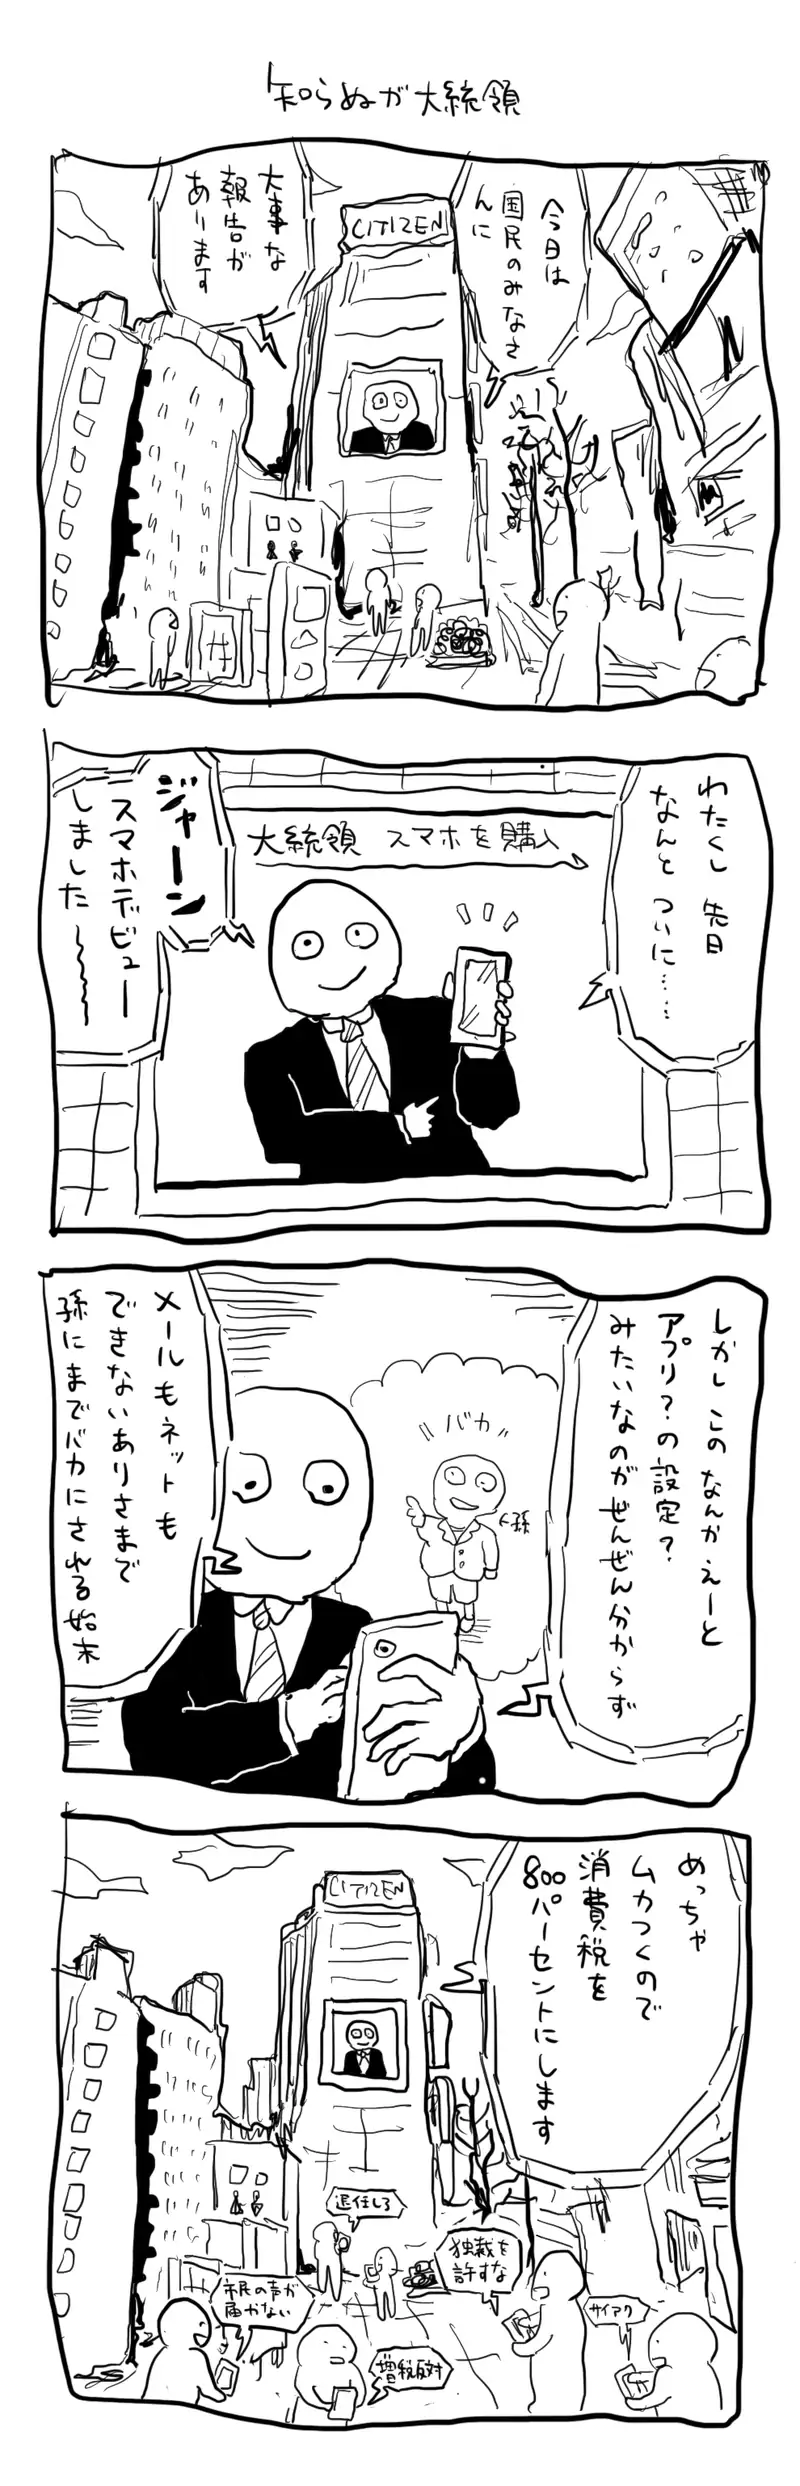 知らぬが大統領
今日は
国民のみなさ
んに
CITIZEN
大事な
報告が
あります
わたくし 先日
なんと ついに……
大統領 スマホを購入
ジャーン
スマホデビュー
しました〜〜〜
しかし この なんか えーと
アプリ?の設定?
みたいなのが ぜんぜん分からず
バカ
孫
メールもネットも
できないありさまで
孫にまでバカにされる始末
めっちゃ
ムカつくので
消費税を
800パーセントにします
CITIZEN
退任しろ
独裁を
許すな
サイアク
市民の声が
届かない
増税反対